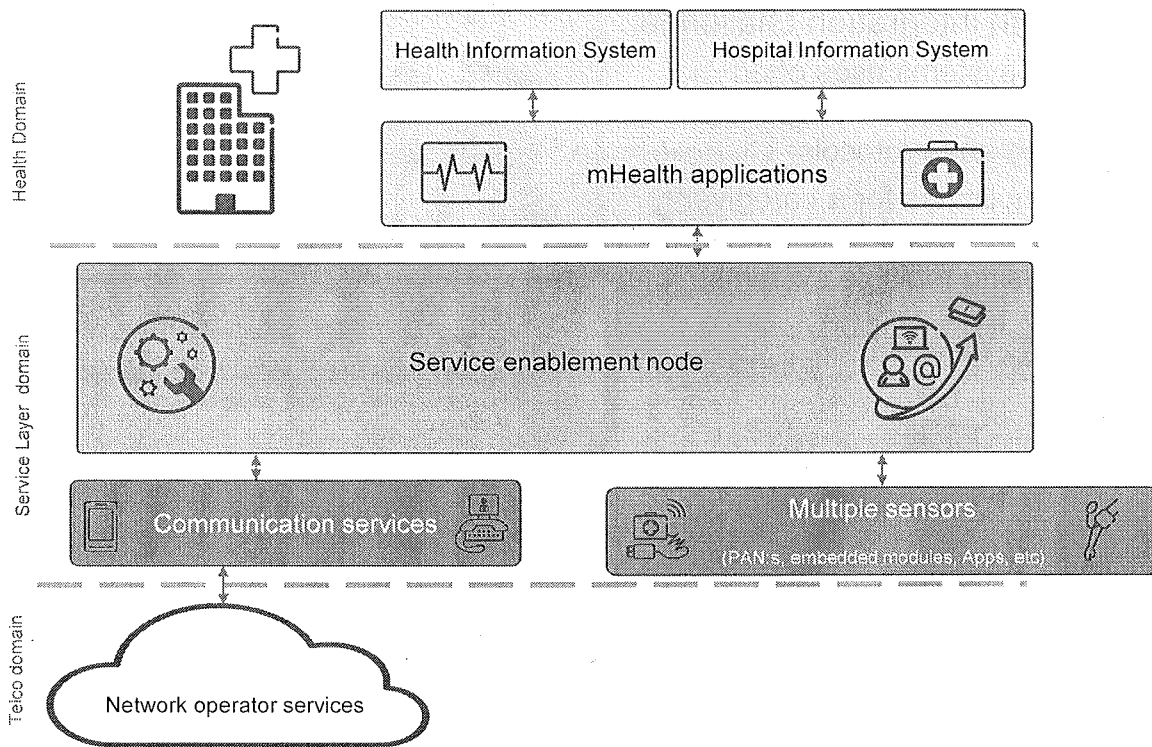 Health Domain
Health Information System
Hospital Information System
mHealth applications
Service Layer domain
Service enablement node
@
Communication services
Multiple sensors
(PAN:s, embedded modules, Apps, etc)
Telco domain
Network operator services